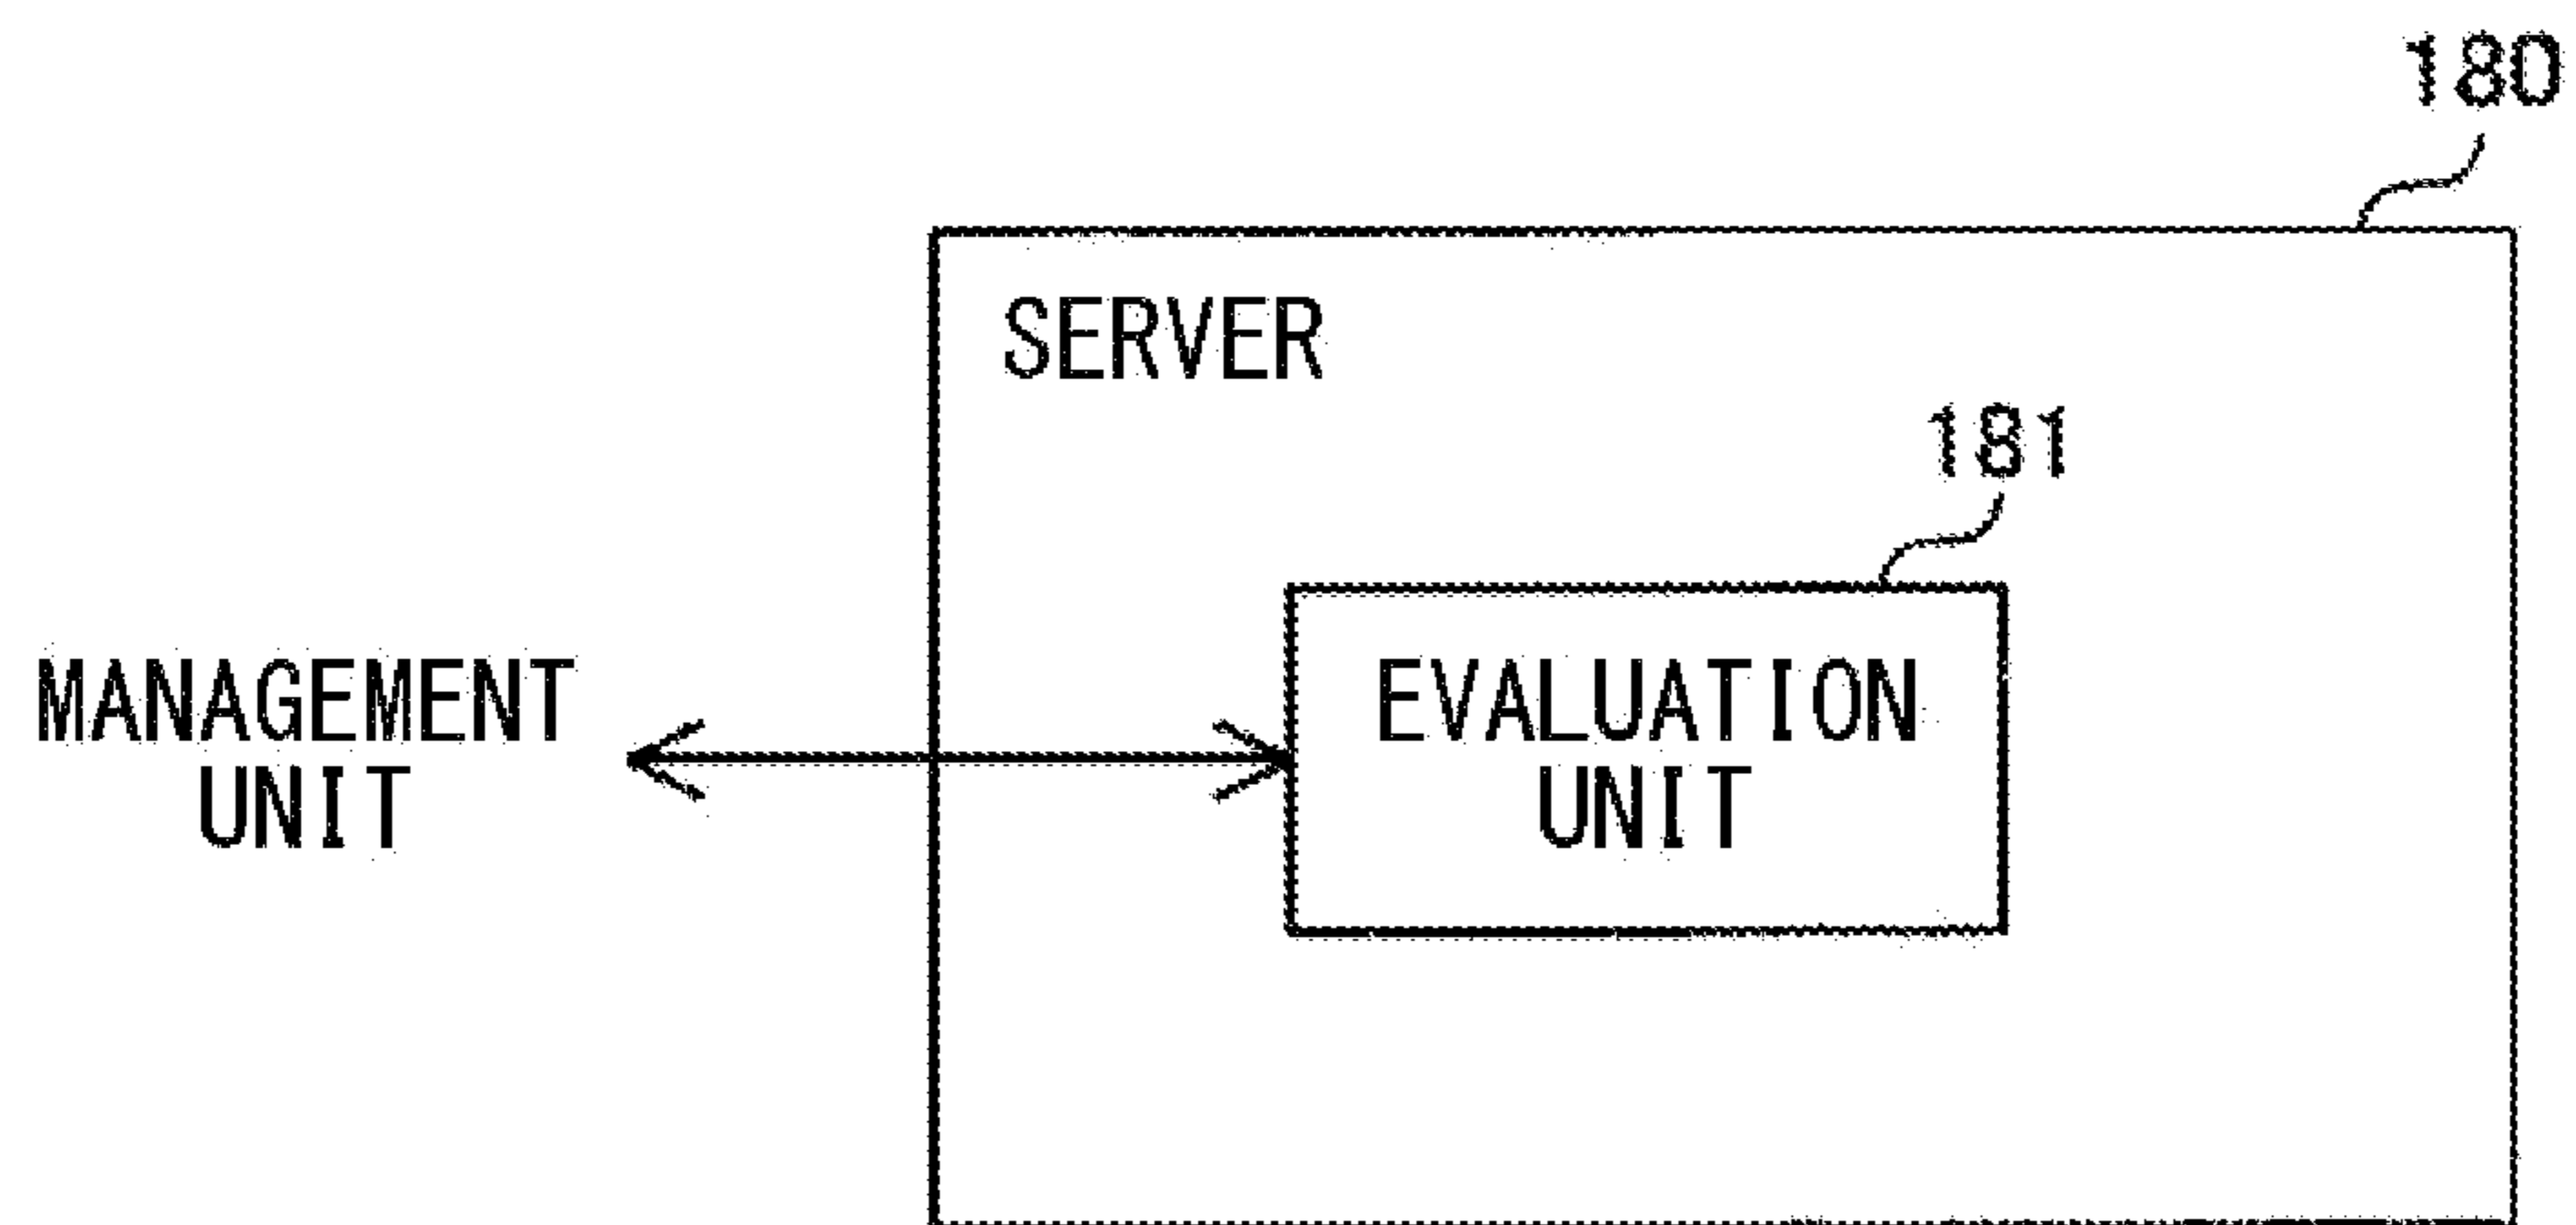 180
SERVER
181
MANAGEMENT
UNIT
EVALUATION
UNIT